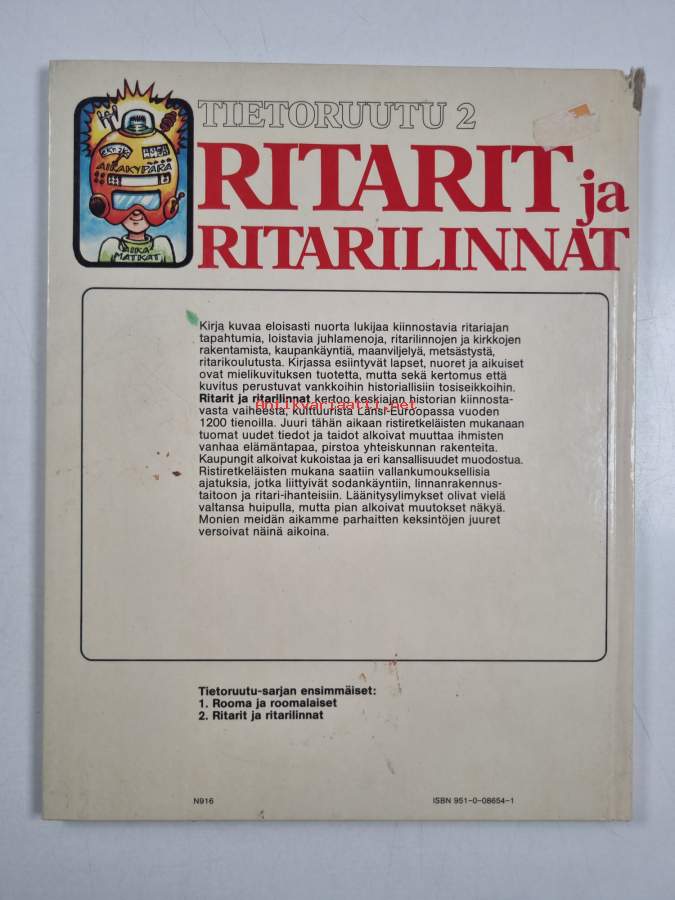 TIETORUUTU 2
RITARIT ja
RITARILINNAT
AIKAKYPÄRÄ
AIKA
MATKAT
Kirja kuvaa eloisasti nuorta lukijaa kiinnostavia ritariajan
tapahtumia, loistavia juhlamenoja, ritarilinnojen ja kirkkojen
rakentamista, kaupankäyntiä, maanviljelyä, metsästystä,
ritarikoulutusta. Kirjassa esiintyvät lapset, nuoret ja aikuiset
ovat mielikuvituksen tuotetta, mutta sekä kertomus että
kuvitus perustuvat vankkoihin historiallisiin tosiseikkoihin.
Ritarit ja ritarilinnat kertoo keskiajan historian kiinnosta-
vasta vaiheesta, kulttuurista Länsi-Euroopassa vuoden
1200 tienoilla. Juuri tähän aikaan ristiretkeläisten mukanaan
tuomat uudet tiedot ja taidot alkoivat muuttaa ihmisten
vanhaa elämäntapaa, pirstoa yhteiskunnan rakenteita.
Kaupungit alkoivat kukoistaa ja eri kansallisuudet muodostua.
Ristiretkeläisten mukana saatiin vallankumouksellisia
ajatuksia, jotka liittyivät sodankäyntiin, linnanrakennus-
taitoon ja ritari-ihanteisiin. Läänitysylimykset olivat vielä
valtansa huipulla, mutta pian alkoivat muutokset näkyä.
Monien meidän aikamme parhaitten keksintöjen juuret
versoivat näinä aikoina.
Antikvariaatti.net
Tietoruutu-sarjan ensimmäiset:
1. Rooma ja roomalaiset
2. Ritarit ja ritarilinnat
N916
ISBN 951-0-08654-1